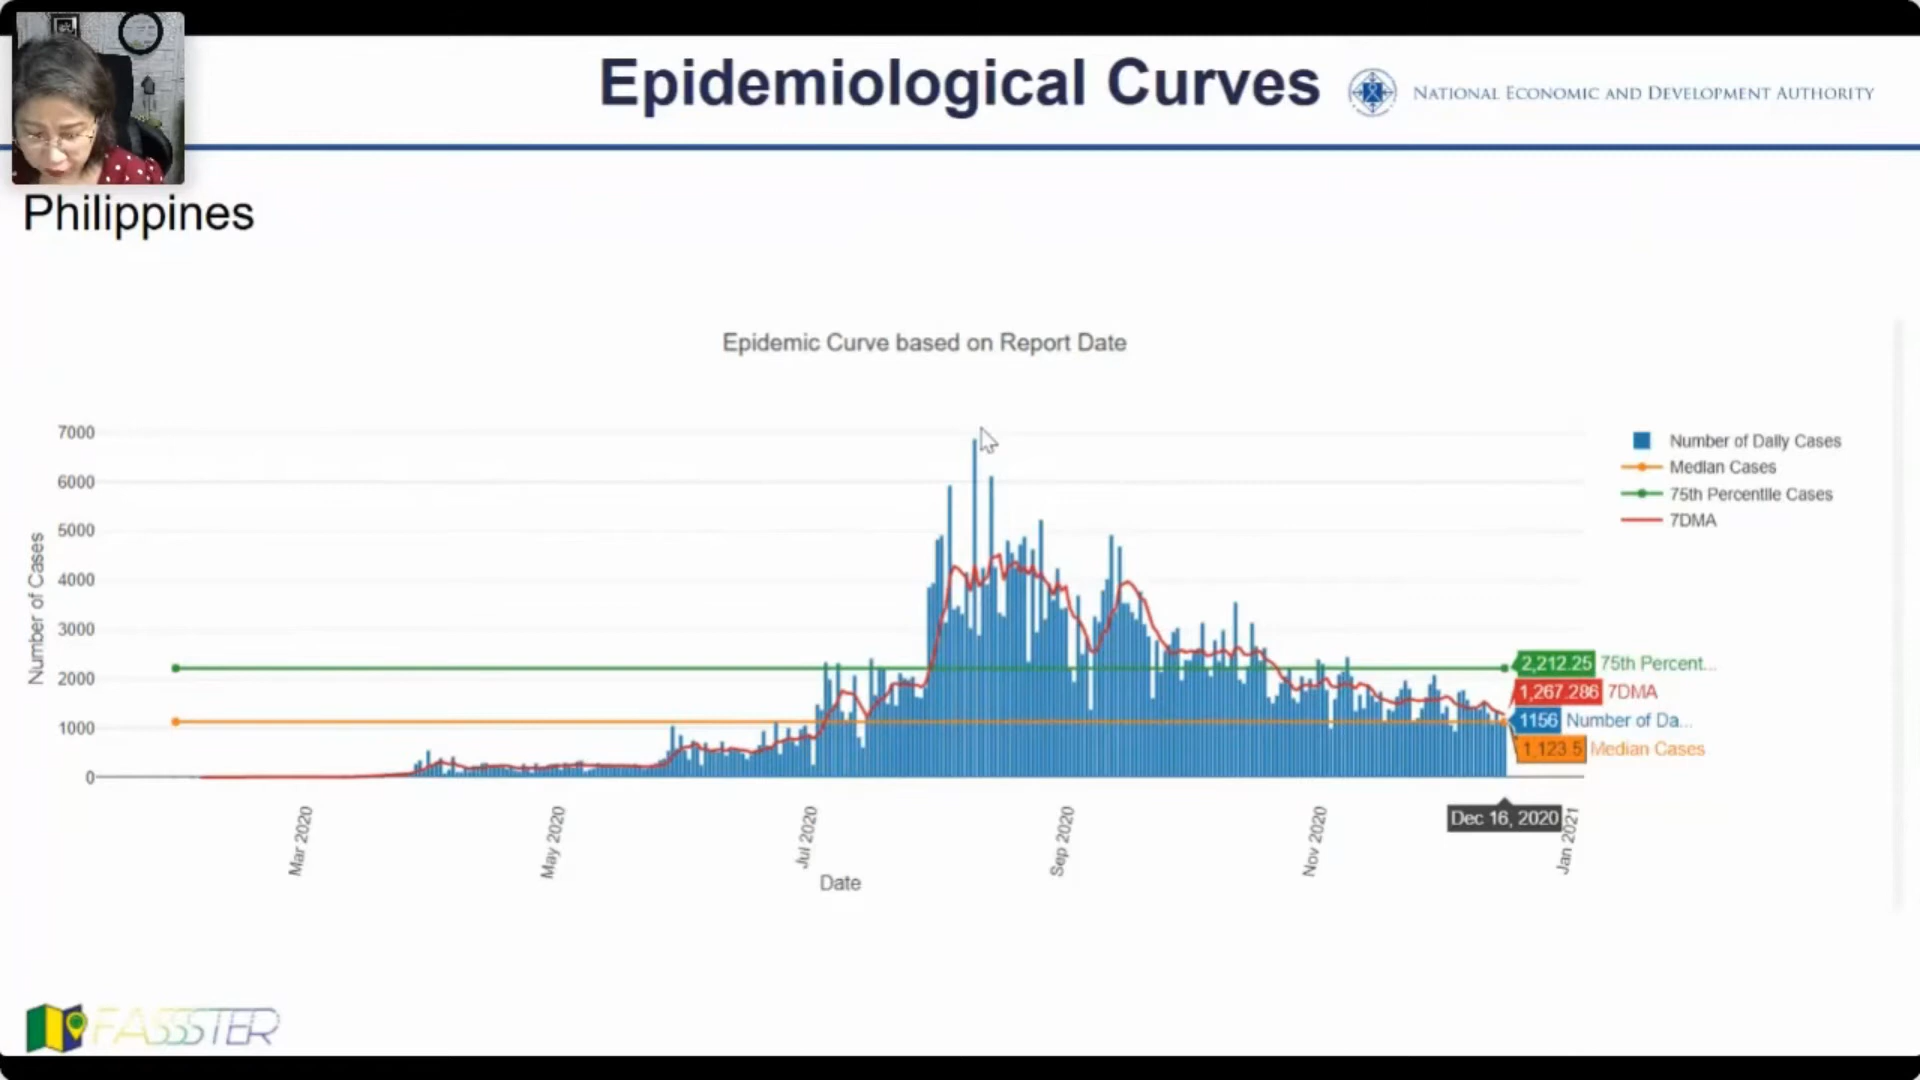 Epidemiological Curves
NATIONAL ECONOMIC AND DEVELOPMENT AUTHORITY
Philippines
Epidemic Curve based on Report Date
7000
6000
5000
4000
3000
2000
1000
0
Number of Cases
Number of Daily Cases
Median Cases
75th Percentile Cases
7DMA
2,212.25 75th Percent...
1,267.286 7DMA
1156 Number of Da...
1,123.5 Median Cases
Dec 16, 2020
Mar 2020
May 2020
Jul 2020
Sep 2020
Nov 2020
Jan 2021
Date
FASSSTER